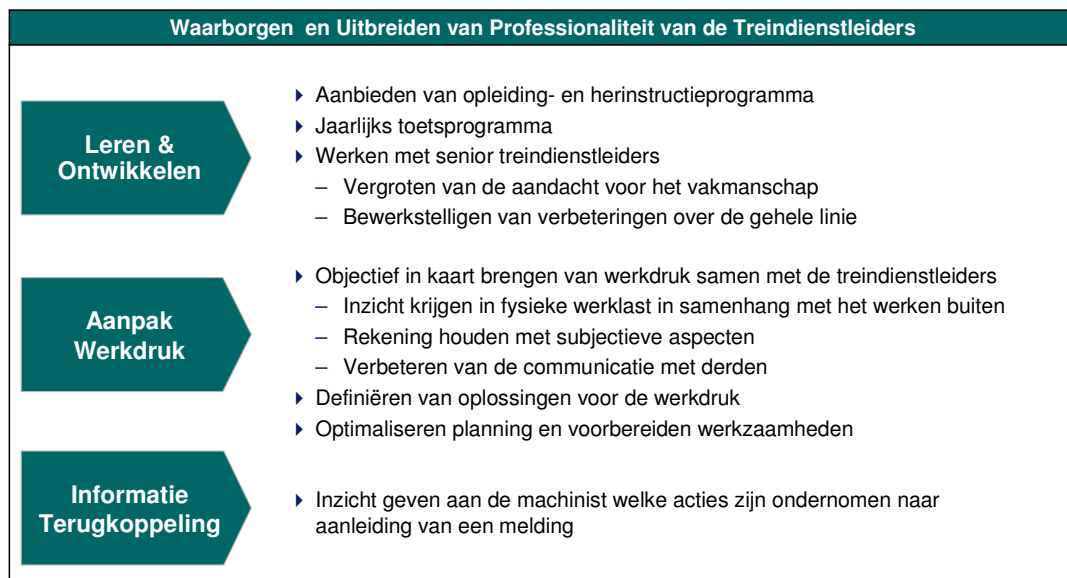 Waarborgen en Uitbreiden van Professionaliteit van de Treindienstleiders
Leren &
Ontwikkelen
Aanbieden van opleiding- en herinstructieprogramma
Jaarlijks toetsprogramma
Werken met senior treindienstleiders
– Vergroten van de aandacht voor het vakmanschap
– Bewerkstelligen van verbeteringen over de gehele linie
Aanpak
Werkdruk
Objectief in kaart brengen van werkdruk samen met de treindienstleiders
– Inzicht krijgen in fysieke werklast in samenhang met het werken buiten
– Rekening houden met subjectieve aspecten
– Verbeteren van de communicatie met derden
Definiëren van oplossingen voor de werkdruk
Optimaliseren planning en voorbereiden werkzaamheden
Informatie
Terugkoppeling
Inzicht geven aan de machinist welke acties zijn ondernomen naar
aanleiding van een melding